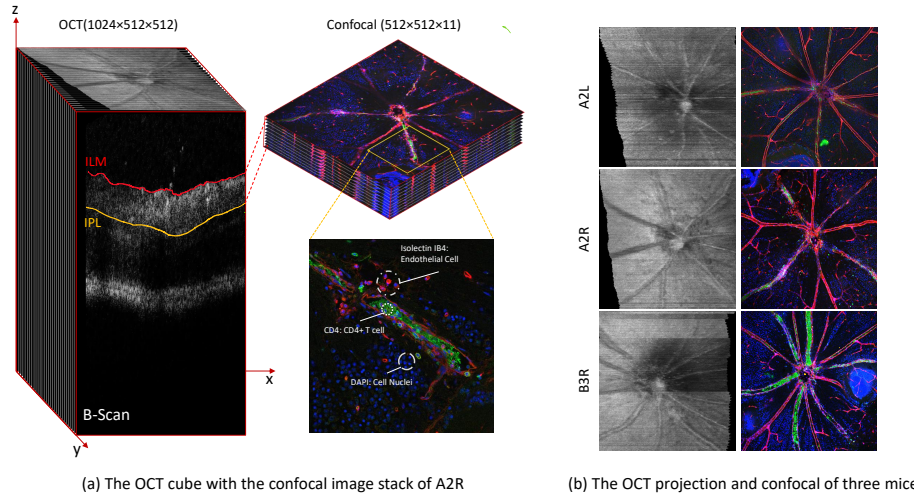 z
OCT(1024×512×512)
Confocal (512×512×11)
ILM
IPL
Isolectin IB4:
Endothelial Cell
CD4: CD4+ T cell
DAPI: Cell Nuclei
x
B-Scan
y
(a) The OCT cube with the confocal image stack of A2R
A2L
A2R
B3R
(b) The OCT projection and confocal of three mice